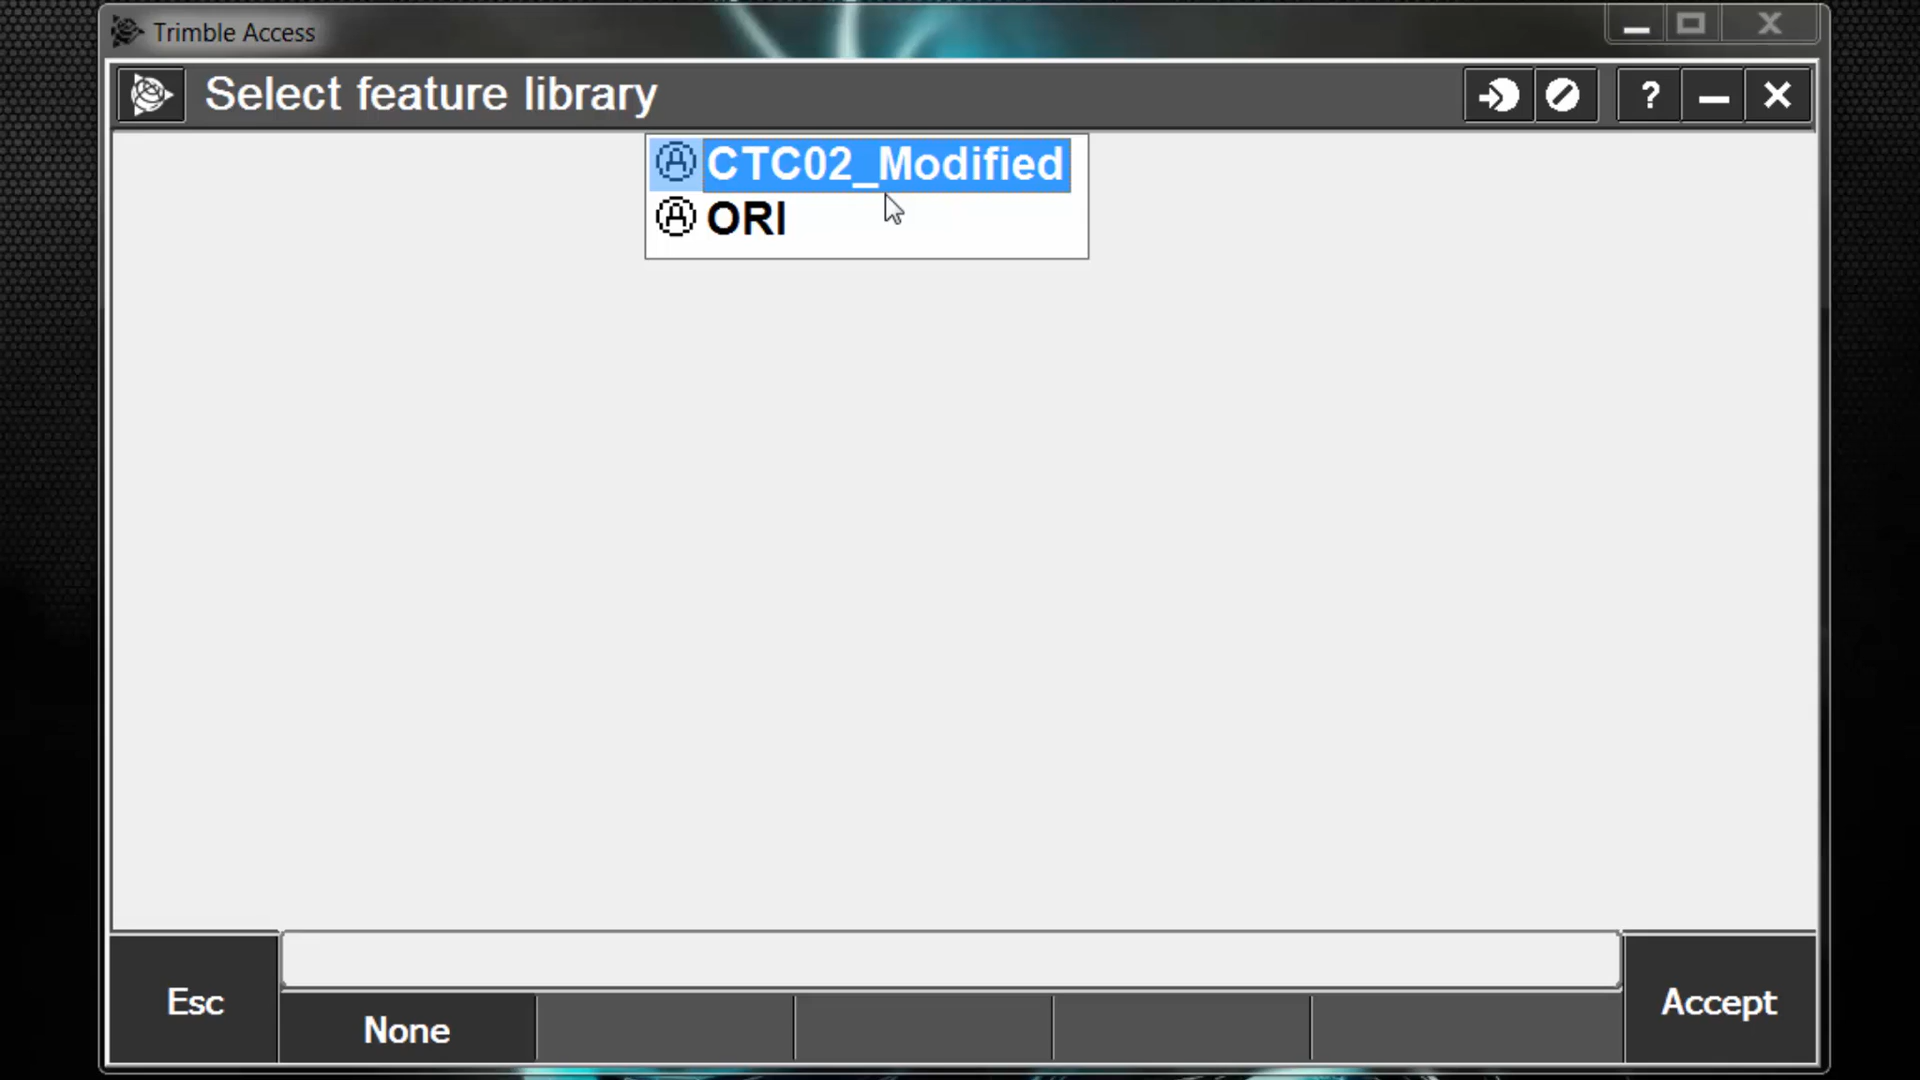 Trimble Access
Select feature library
?
CTC02_Modified
ORI
Esc
None
Accept